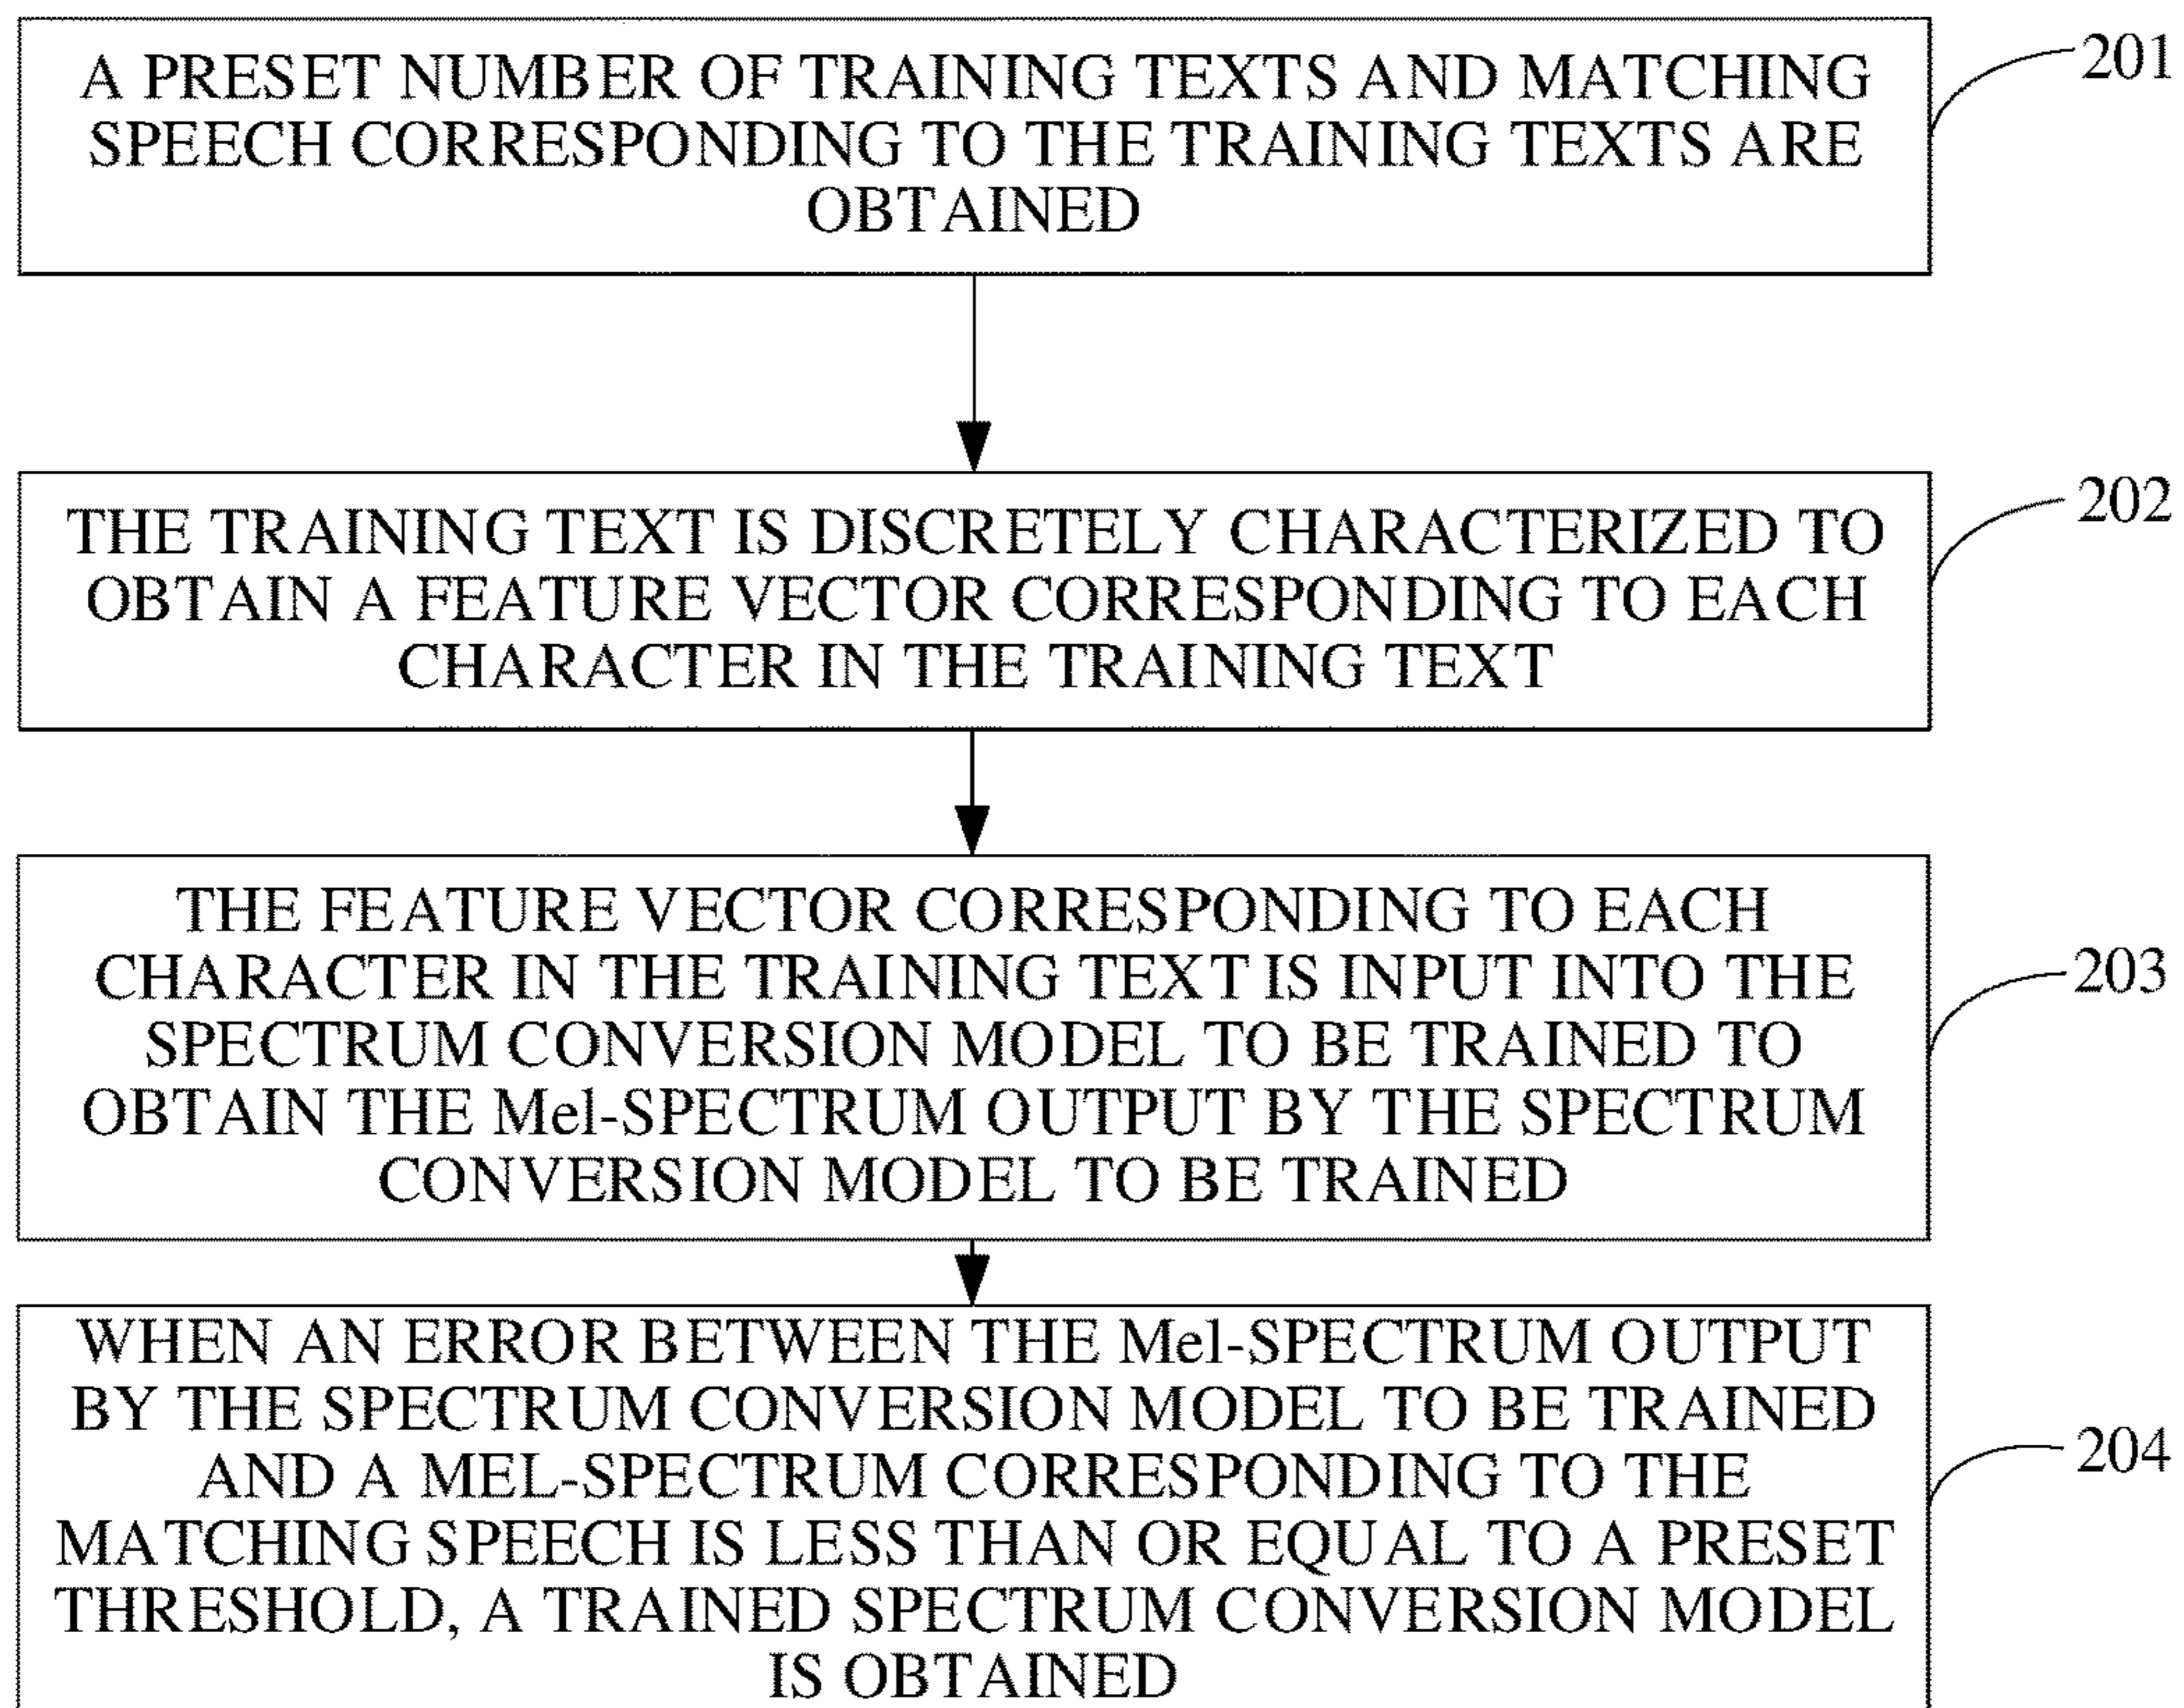 A PRESET NUMBER OF TRAINING TEXTS AND MATCHING
SPEECH CORRESPONDING TO THE TRAINING TEXTS ARE
OBTAINED
201
THE TRAINING TEXT IS DISCRETELY CHARACTERIZED TO
OBTAIN A FEATURE VECTOR CORRESPONDING TO EACH
CHARACTER IN THE TRAINING TEXT
202
THE FEATURE VECTOR CORRESPONDING TO EACH
CHARACTER IN THE TRAINING TEXT IS INPUT INTO THE
SPECTRUM CONVERSION MODEL TO BE TRAINED TO
OBTAIN THE Mel-SPECTRUM OUTPUT BY THE SPECTRUM
CONVERSION MODEL TO BE TRAINED
203
WHEN AN ERROR BETWEEN THE Mel-SPECTRUM OUTPUT
BY THE SPECTRUM CONVERSION MODEL TO BE TRAINED
AND A MEL-SPECTRUM CORRESPONDING TO THE
MATCHING SPEECH IS LESS THAN OR EQUAL TO A PRESET
THRESHOLD, A TRAINED SPECTRUM CONVERSION MODEL
IS OBTAINED
204